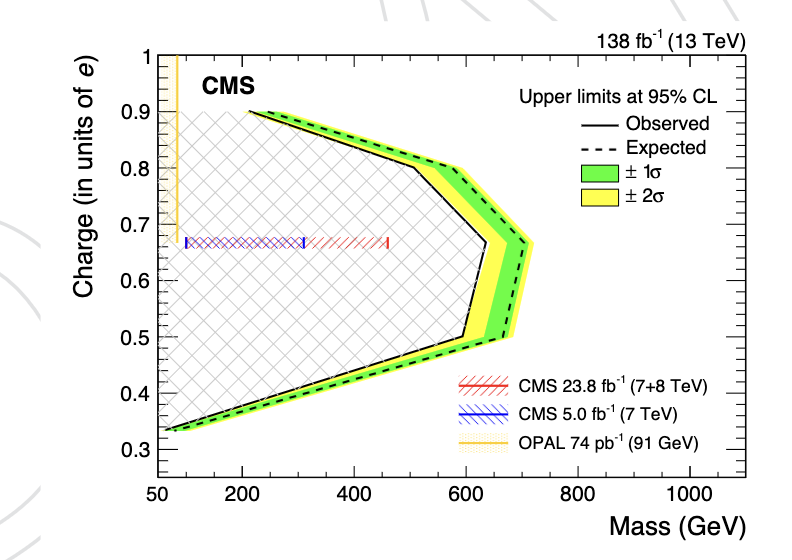 138 fb⁻¹ (13 TeV)
CMS
Upper limits at 95% CL
Observed
Expected
± 1σ
± 2σ
Charge (in units of e)
1
0.9
0.8
0.7
0.6
0.5
0.4
0.3
CMS 23.8 fb⁻¹ (7+8 TeV)
CMS 5.0 fb⁻¹ (7 TeV)
OPAL 74 pb⁻¹ (91 GeV)
50 200 400 600 800 1000
Mass (GeV)